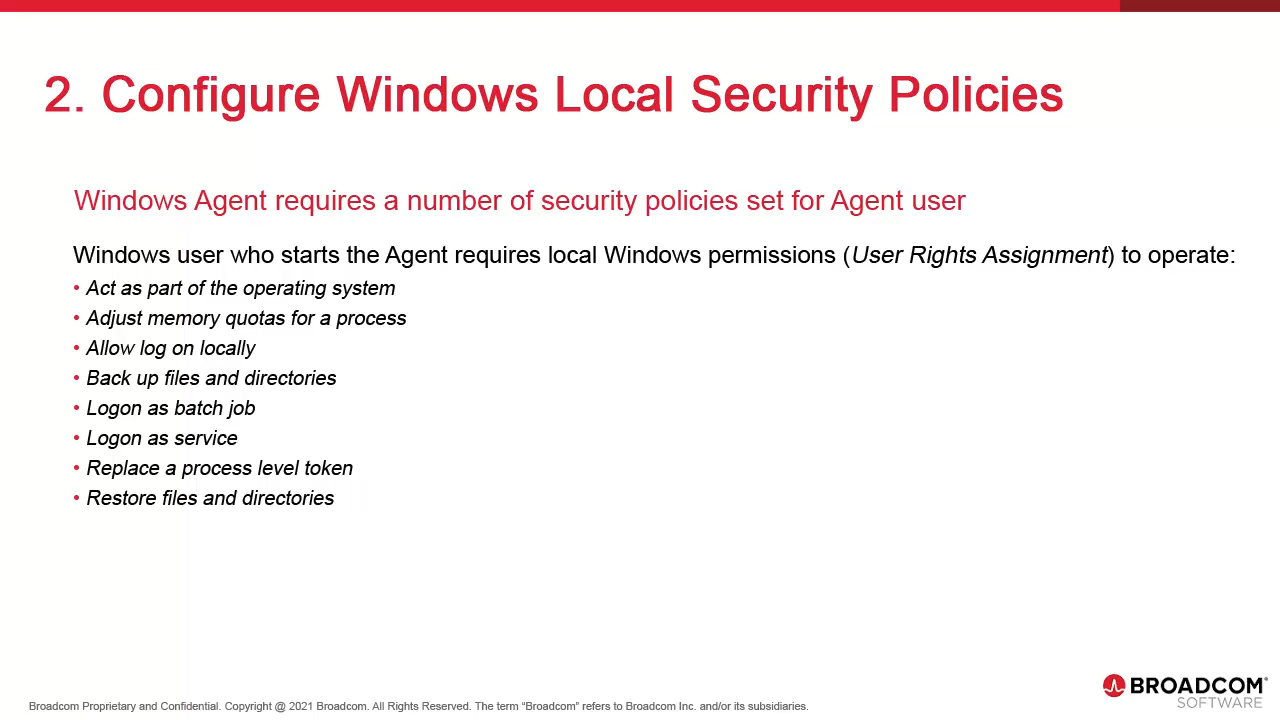 2. Configure Windows Local Security Policies
Windows Agent requires a number of security policies set for Agent user
Windows user who starts the Agent requires local Windows permissions (User Rights Assignment) to operate:
• Act as part of the operating system
• Adjust memory quotas for a process
• Allow log on locally
• Back up files and directories
• Logon as batch job
• Logon as service
• Replace a process level token
• Restore files and directories
BROADCOM®
SOFTWARE
Broadcom Proprietary and Confidential. Copyright @ 2021 Broadcom. All Rights Reserved. The term “Broadcom” refers to Broadcom Inc. and/or its subsidiaries.